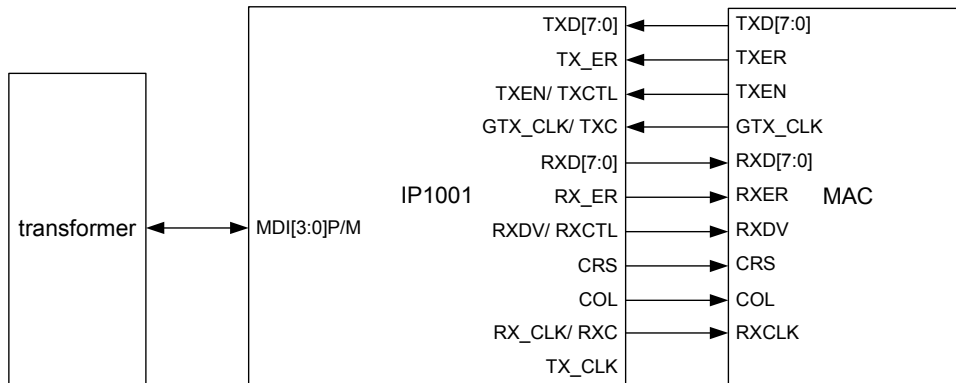 TXD[7:0] TXD[7:0]
TX_ER TXER
TXEN/ TXCTL TXEN
GTX_CLK/ TXC GTX_CLK
RXD[7:0] RXD[7:0]
IP1001
RX_ER RXER
MAC
transformer
MDI[3:0]P/M
RXDV/ RXCTL RXDV
CRS CRS
COL COL
RX_CLK/ RXC RXCLK
TX_CLK